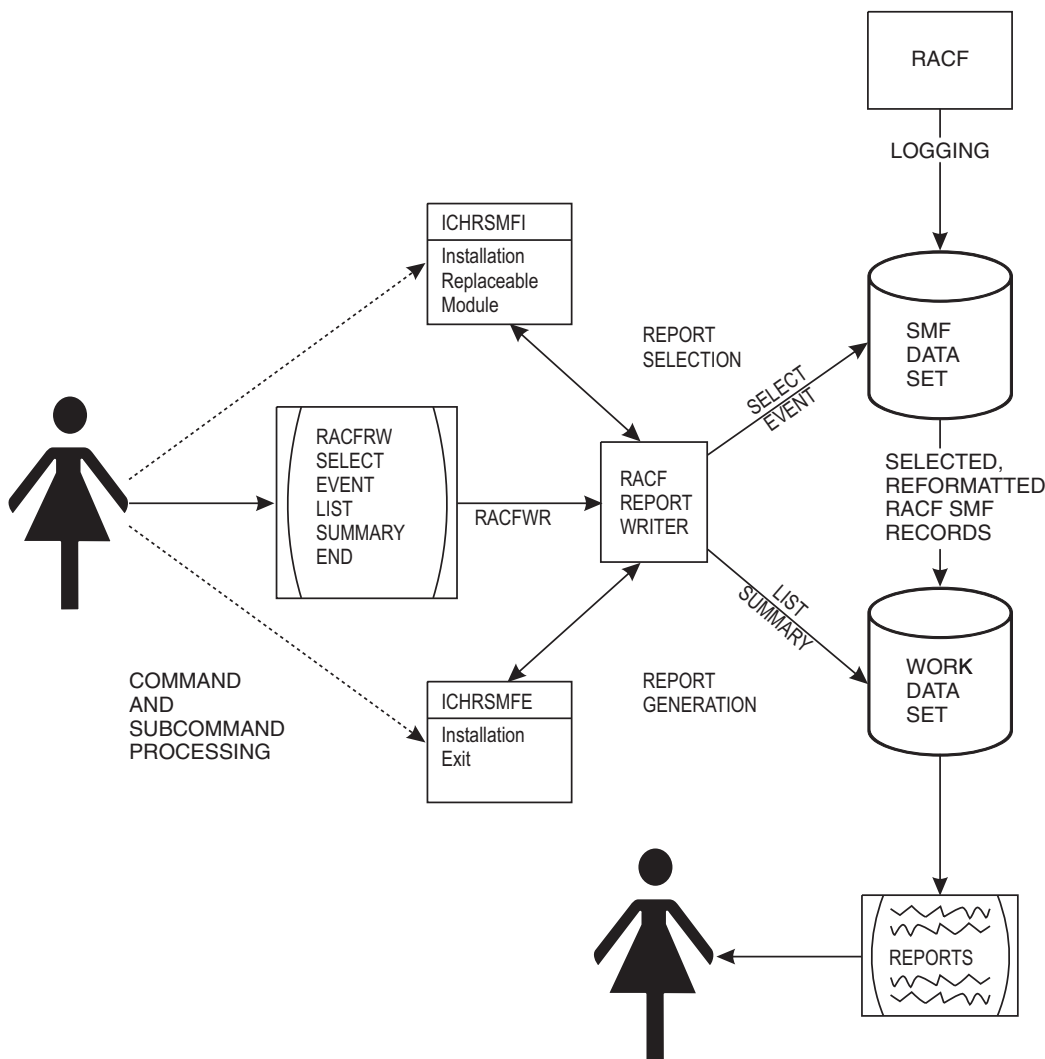 RACF
LOGGING
ICHRSMFI
Installation
Replaceable
Module
REPORT
SELECTION
SELECT
EVENT
SMF
DATA
SET
RACFRW
SELECT
EVENT
LIST
SUMMARY
END
RACFWR
RACF
REPORT
WRITER
SELECTED,
REFORMATTED
RACF SMF
RECORDS
LIST
SUMMARY
COMMAND
AND
SUBCOMMAND
PROCESSING
ICHRSMFE
Installation
Exit
REPORT
GENERATION
WORK
DATA
SET
REPORTS